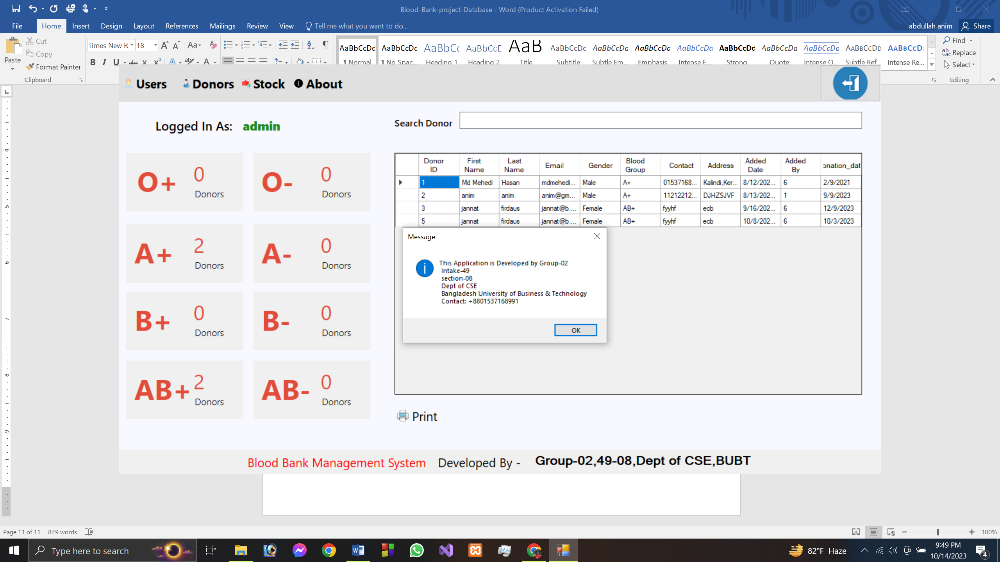 Blood-Bank-project-Database - Word (Product Activation Failed)
File Home Insert Design Layout References Mailings Review View Tell me what you want to do... abdullah anim Share
Cut
Copy
Paste
Format Painter
Clipboard
Times New R 18
AaBbCcDc AaBbCcDc AaBbCc AaBbCcD AaB AaBbCcDc AaBbCcDa AaBbCcDa AaBbCcDa AaBbCcDc AaBbCcDa AaBbCcDa AaBbCcDd AaBbCcD
¶ Normal ¶ No Spac... Heading 1 Heading 2 Title Subtitle Subtle Em... Emphasis Intense E... Strong Quote Intense Q... Subtle Ref... Intense Re...
Find
Replace
Select
Editing
Users Donors Stock About
Logged In As: admin
Search Donor
O+ 0 Donors
O- 0 Donors
A+ 2 Donors
A- 0 Donors
B+ 0 Donors
B- 0 Donors
AB+ 2 Donors
AB- 0 Donors
Donor ID First Name Last Name Email Gender Blood Group Contact Address Added Date Added By onation_dat
1 Md Mehedi Hasan mdmehedi... Male A+ 01537168... Kalindi,Ker... 8/12/202... 6 2/9/2021
2 anim anim anim@gm... Male A+ 11212212... DJHZSJVF 8/13/202... 1 9/9/2023
3 jannat firdaus jannat@b.... Female AB+ fyyhf ecb 9/16/202... 6 12/9/2023
5 jannat firdaus jannat@b.... Female AB+ fyyhf ecb 10/8/202... 6 10/3/2023
Message
This Application is Developed by Group-02
Intake-49
section-08
Dept of CSE
Bangladesh University of Business & Technology
Contact: +8801537168991
OK
Print
Blood Bank Management System Developed By - Group-02,49-08,Dept of CSE,BUBT
4
5
6
7
8
9
Page 11 of 11 849 words 100%
Type here to search
82°F Haze
9:49 PM
10/14/2023
4